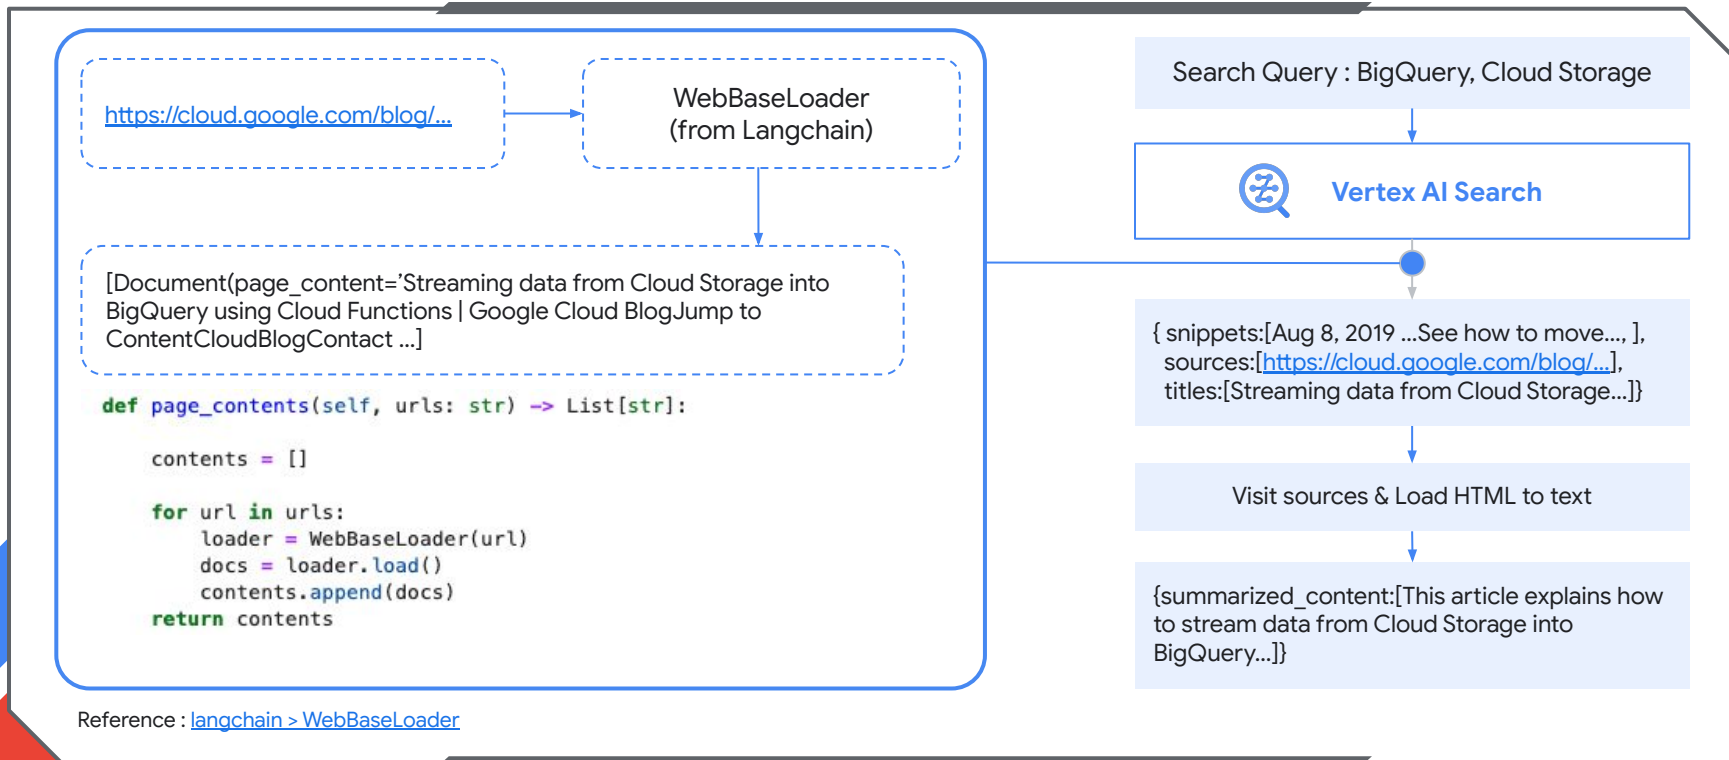 https://cloud.google.com/blog/...
WebBaseLoader
(from Langchain)
[Document(page_content=’Streaming data from Cloud Storage into
BigQuery using Cloud Functions | Google Cloud BlogJump to
ContentCloudBlogContact ...]
def page_contents(self, urls: str) -> List[str]:
contents = []
for url in urls:
loader = WebBaseLoader(url)
docs = loader.load()
contents.append(docs)
return contents
Reference : langchain > WebBaseLoader
Search Query : BigQuery, Cloud Storage
Vertex AI Search
{ snippets:[Aug 8, 2019 ...See how to move..., ],
sources:[https://cloud.google.com/blog/...],
titles:[Streaming data from Cloud Storage...]}
Visit sources & Load HTML to text
{summarized_content:[This article explains how
to stream data from Cloud Storage into
BigQuery...]}